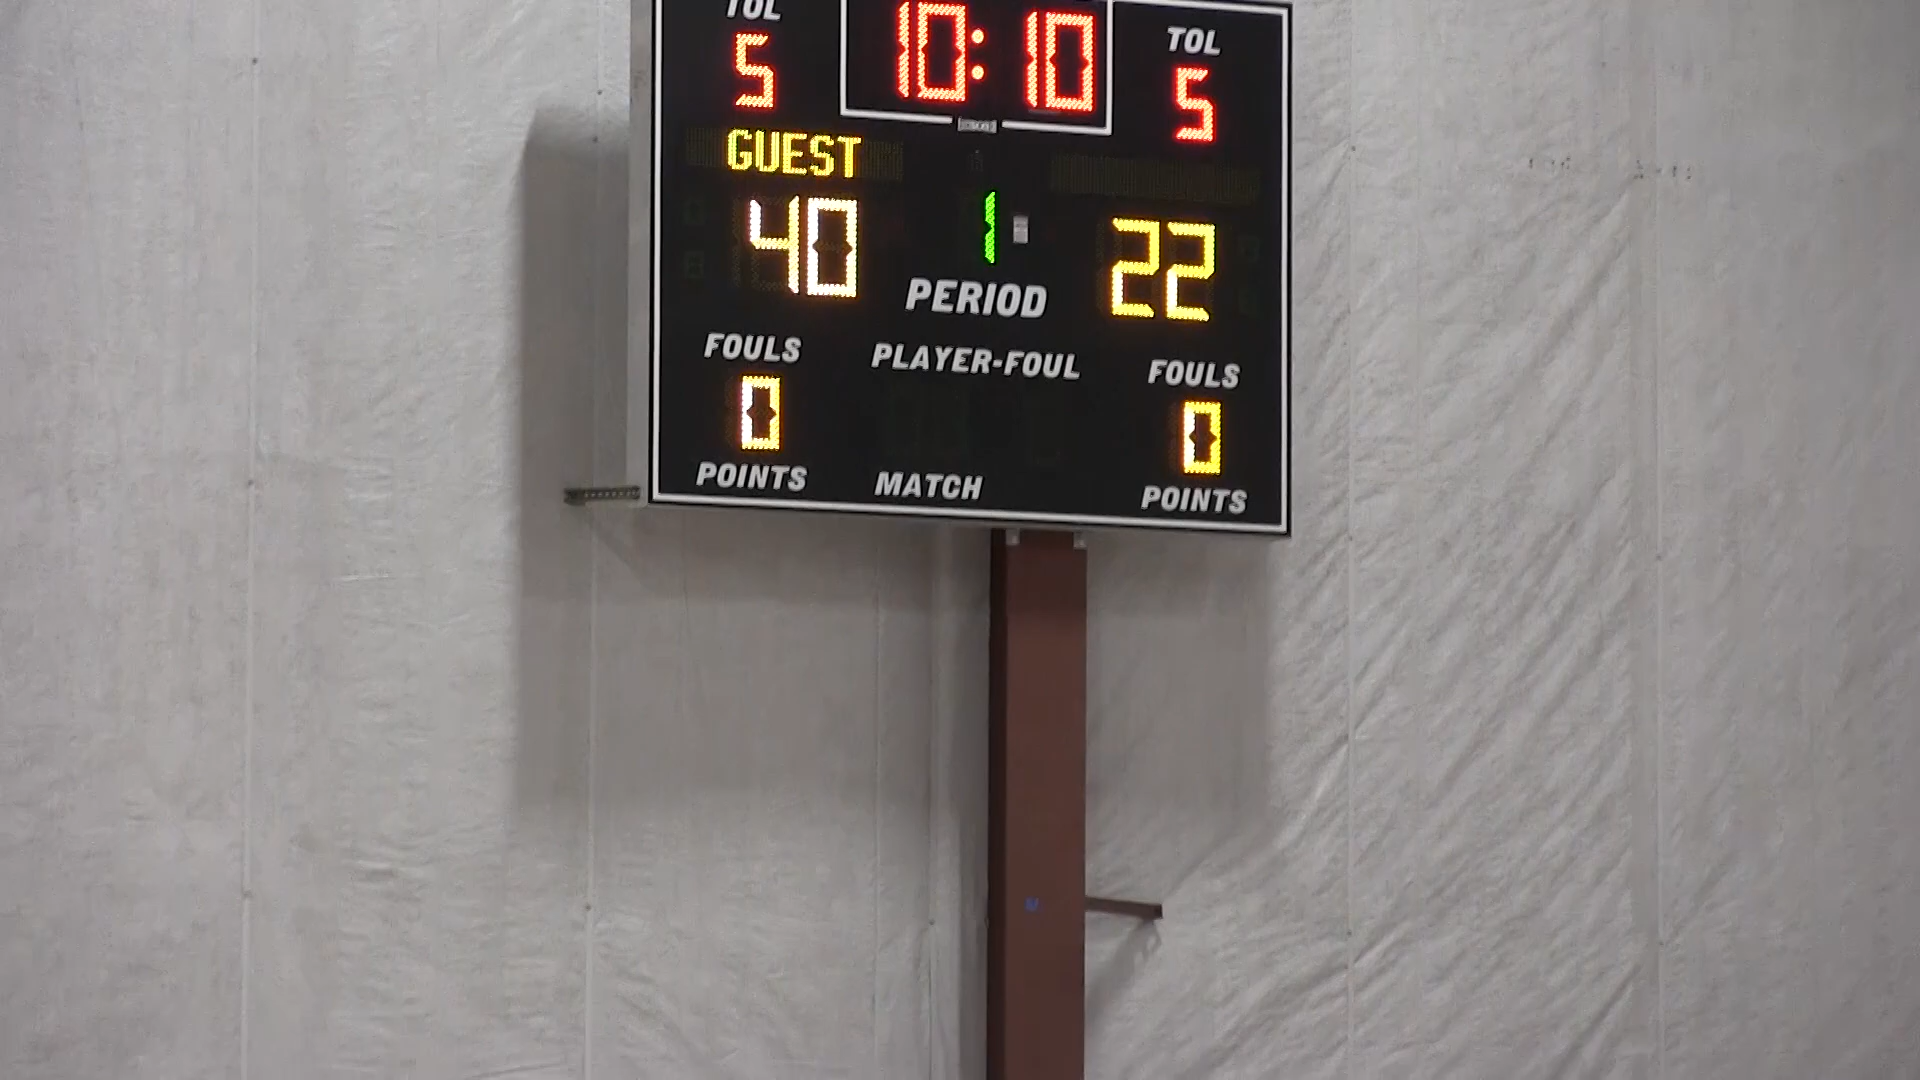 TOL 10:10 TOL
5 5
GUEST
40 1 22
PERIOD
FOULS PLAYER-FOUL FOULS
0 0
POINTS MATCH POINTS